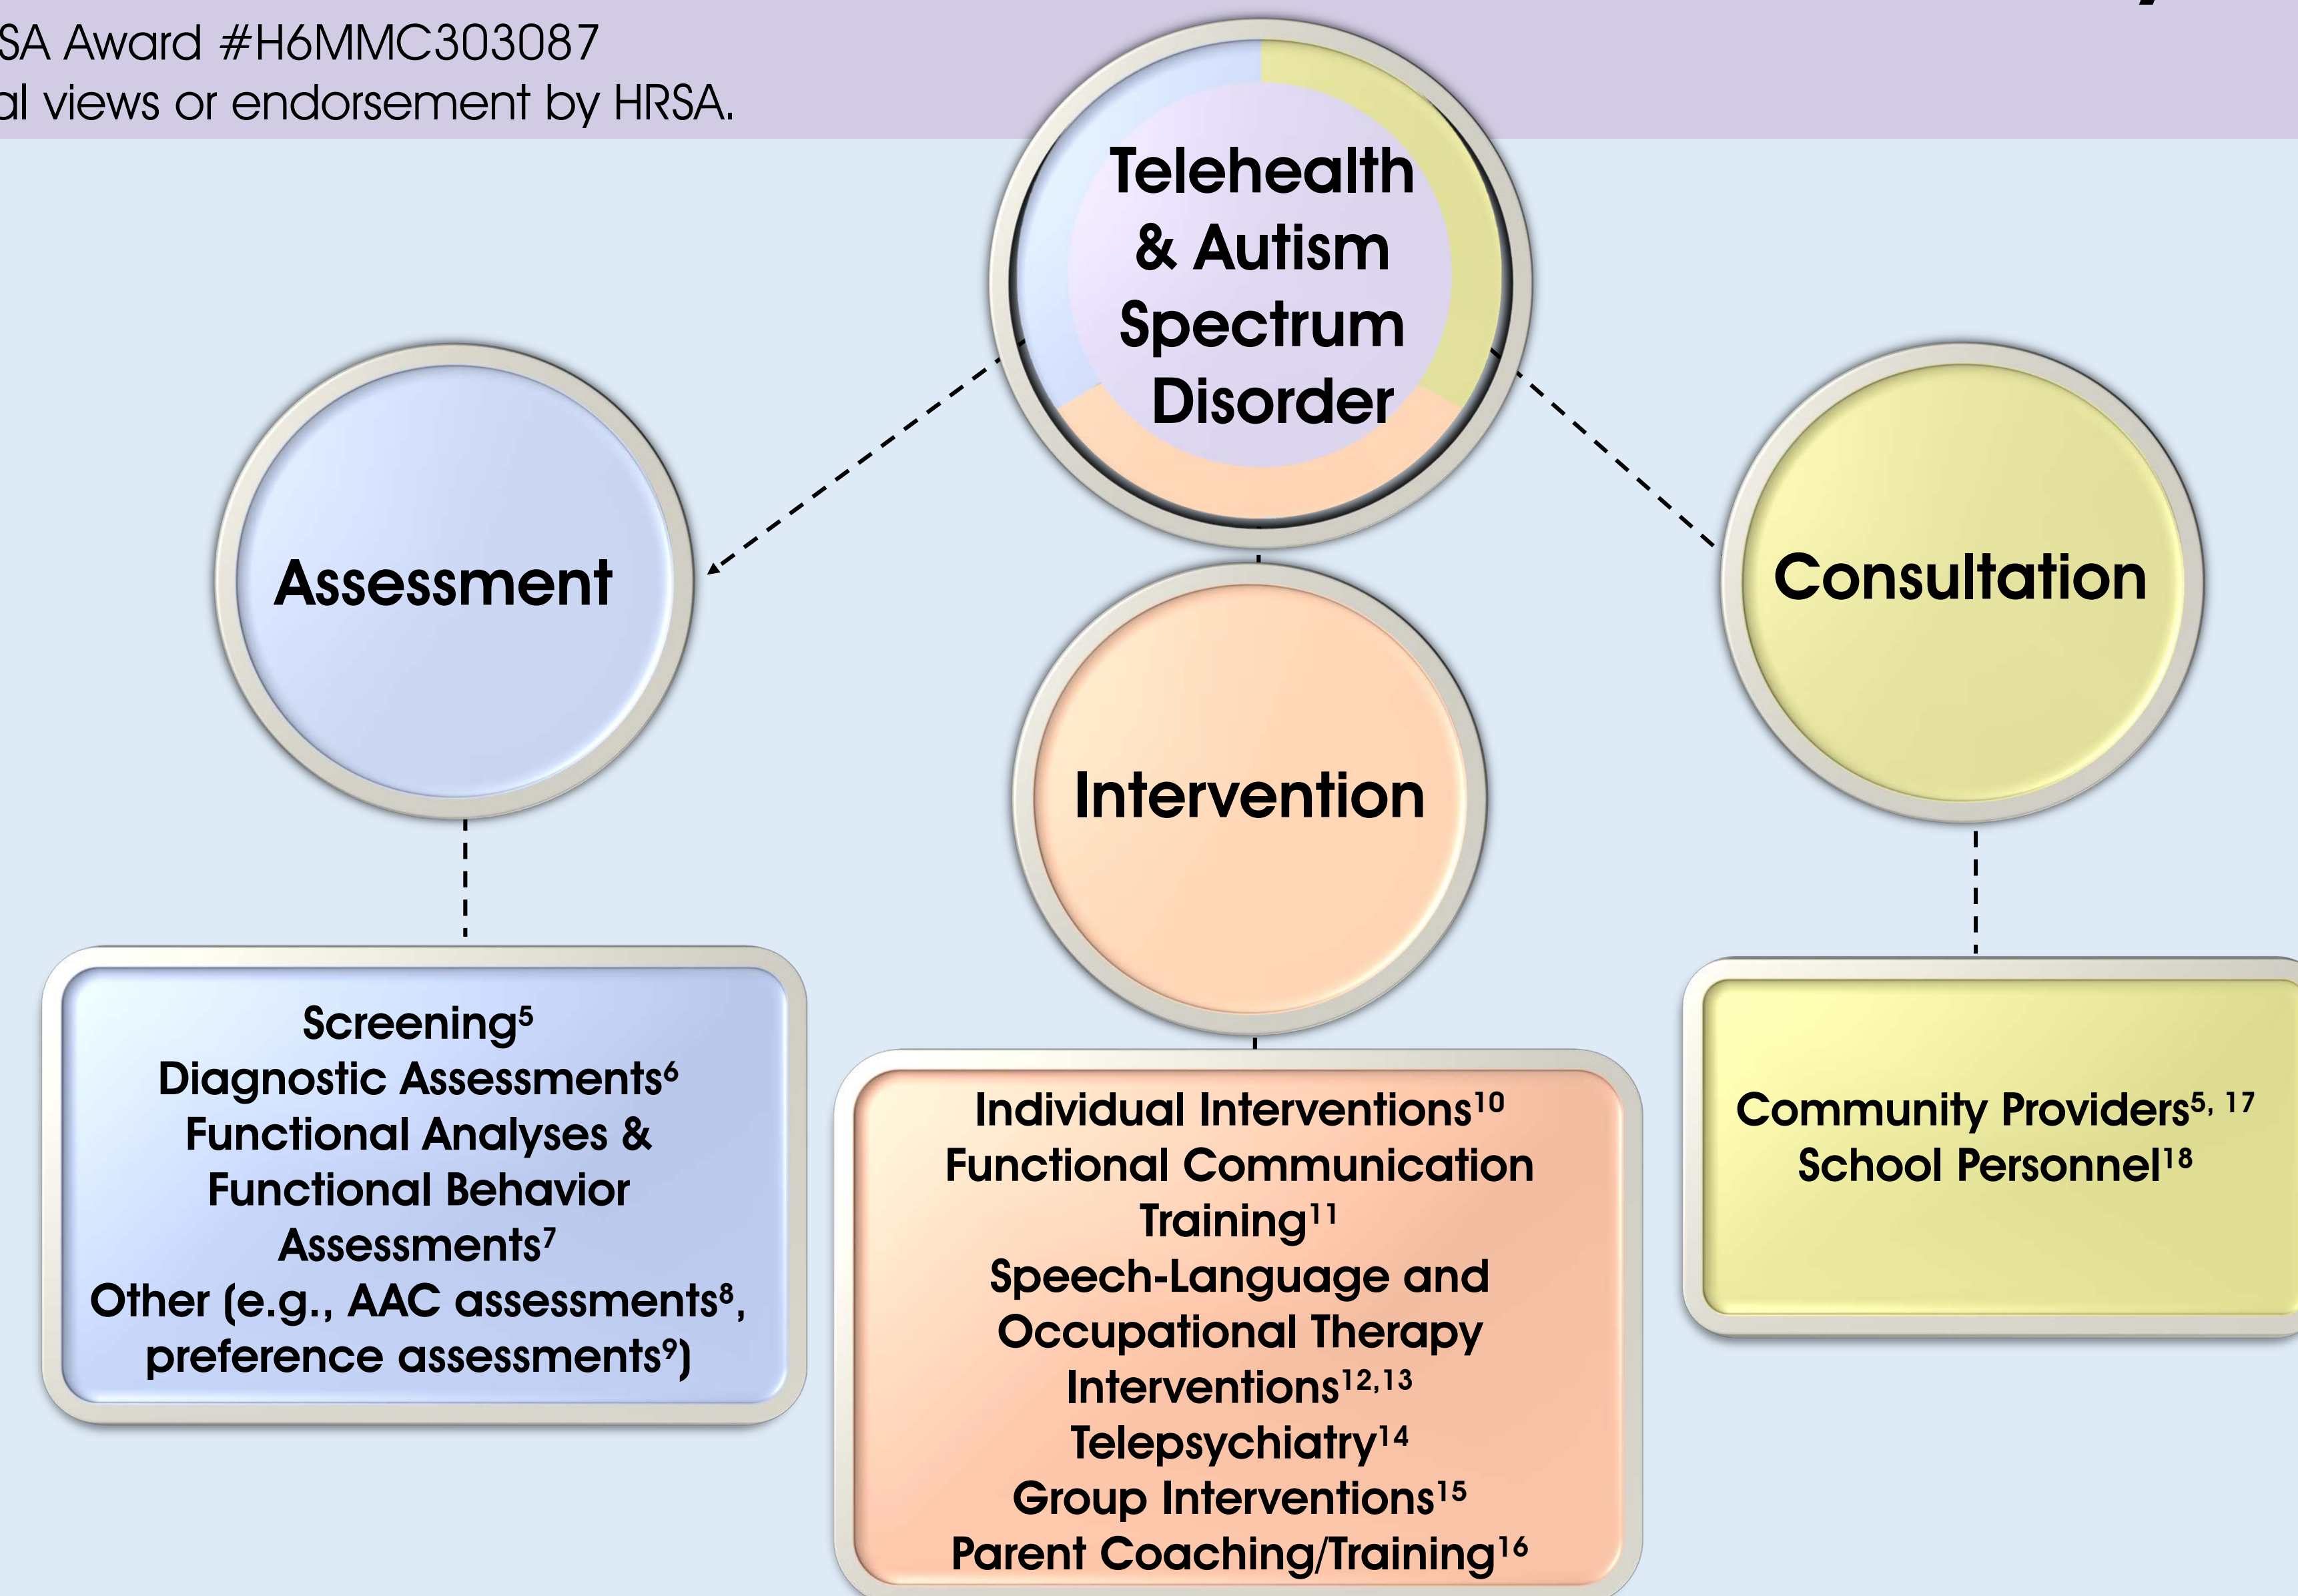 SA Award #H6MMC303087
al views or endorsement by HRSA.
Telehealth
& Autism
Spectrum
Disorder
Assessment
Intervention
Consultation
Screening⁵
Diagnostic Assessments⁶
Functional Analyses &
Functional Behavior
Assessments⁷
Other (e.g., AAC assessments⁸,
preference assessments⁹)
Individual Interventions¹⁰
Functional Communication
Training¹¹
Speech-Language and
Occupational Therapy
Interventions¹²,¹³
Telepsychiatry¹⁴
Group Interventions¹⁵
Parent Coaching/Training¹⁶
Community Providers⁵, ¹⁷
School Personnel¹⁸